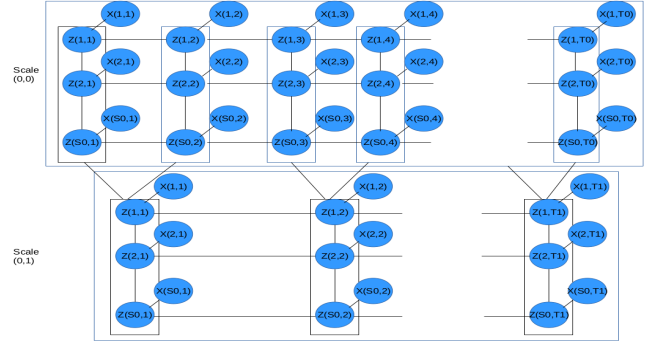 X(1,1) X(1,2) X(1,3) X(1,4) X(1,T0)
Z(1,1) Z(1,2) Z(1,3) Z(1,4) Z(1,T0)
X(2,1) X(2,2) X(2,3) X(2,4) X(2,T0)
Scale
(0,0)
Z(2,1) Z(2,2) Z(2,3) Z(2,4) Z(2,T0)
X(S0,1) X(S0,2) X(S0,3) X(S0,4) X(S0,T0)
Z(S0,1) Z(S0,2) Z(S0,3) Z(S0,4) Z(S0,T0)
X(1,1) X(1,2) X(1,T1)
Z(1,1) Z(1,2) Z(1,T1)
X(2,1) X(2,2) X(2,T1)
Scale
(0,1)
Z(2,1) Z(2,2) Z(2,T1)
X(S0,1) X(S0,2) X(S0,T1)
Z(S0,1) Z(S0,2) Z(S0,T1)